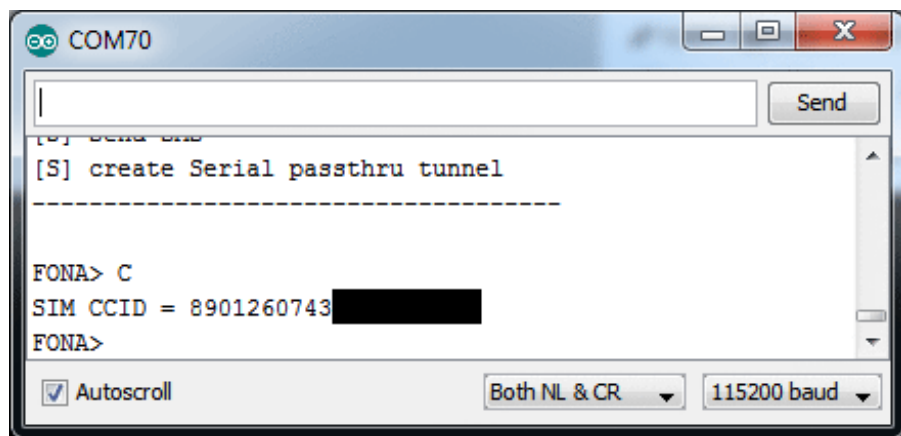 COM70
Send
[S] create Serial passthru tunnel
-------------------------------------
FONA> C
SIM CCID = 8901260743
FONA>
Autoscroll
Both NL & CR
115200 baud